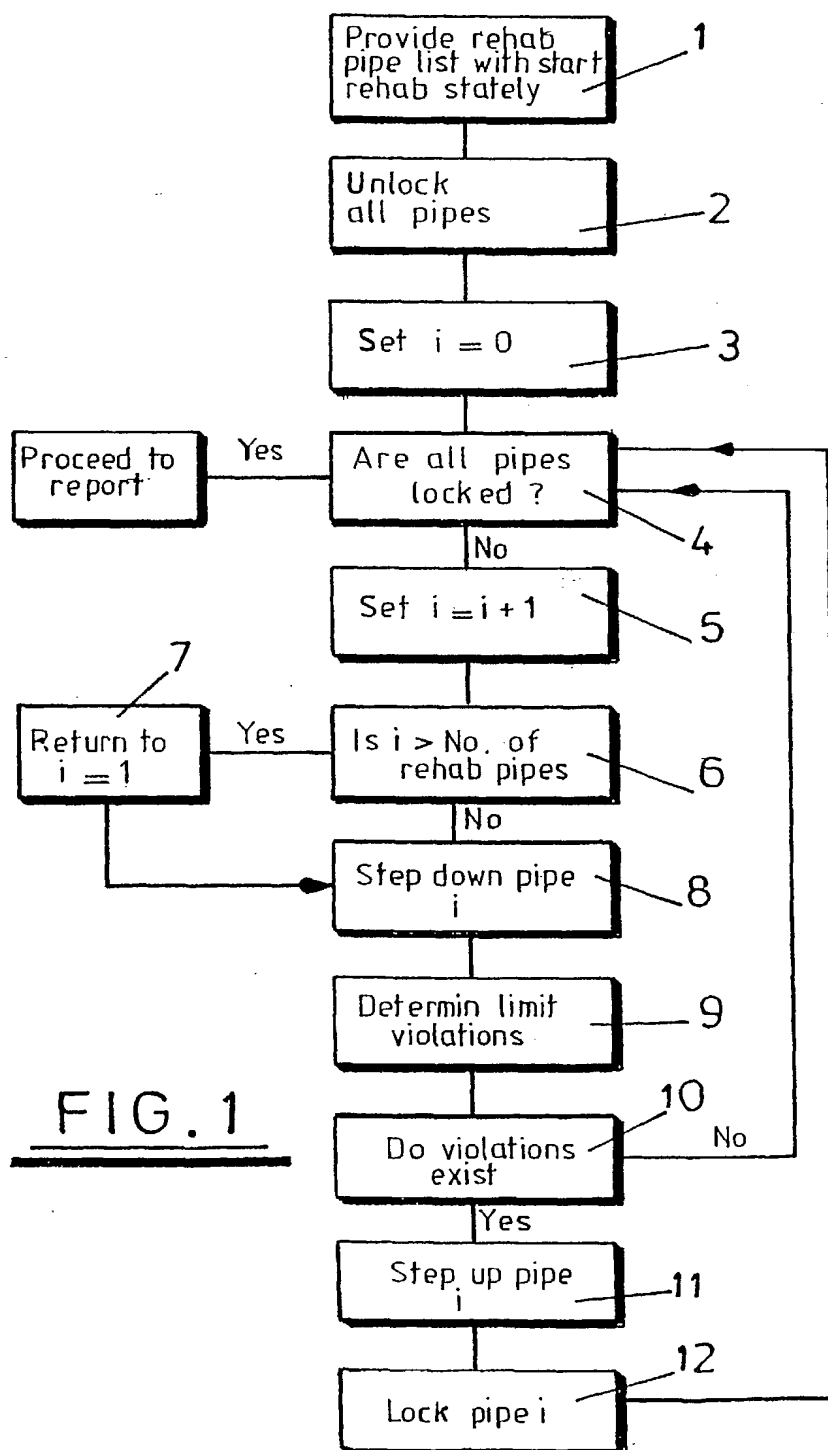 Provide rehab
pipe list with start
rehab stately
1
Unlock
all pipes
2
Set i = 0
3
Proceed to
report
Yes
Are all pipes
locked ?
4
No
Set i = i + 1
5
7
Return to
i = 1
Yes
Is i > No. of
rehab pipes
6
No
Step down pipe
i
8
Determin limit
violations
9
FIG. 1
10
Do violations
exist
No
Yes
Step up pipe
i
11
12
Lock pipe i